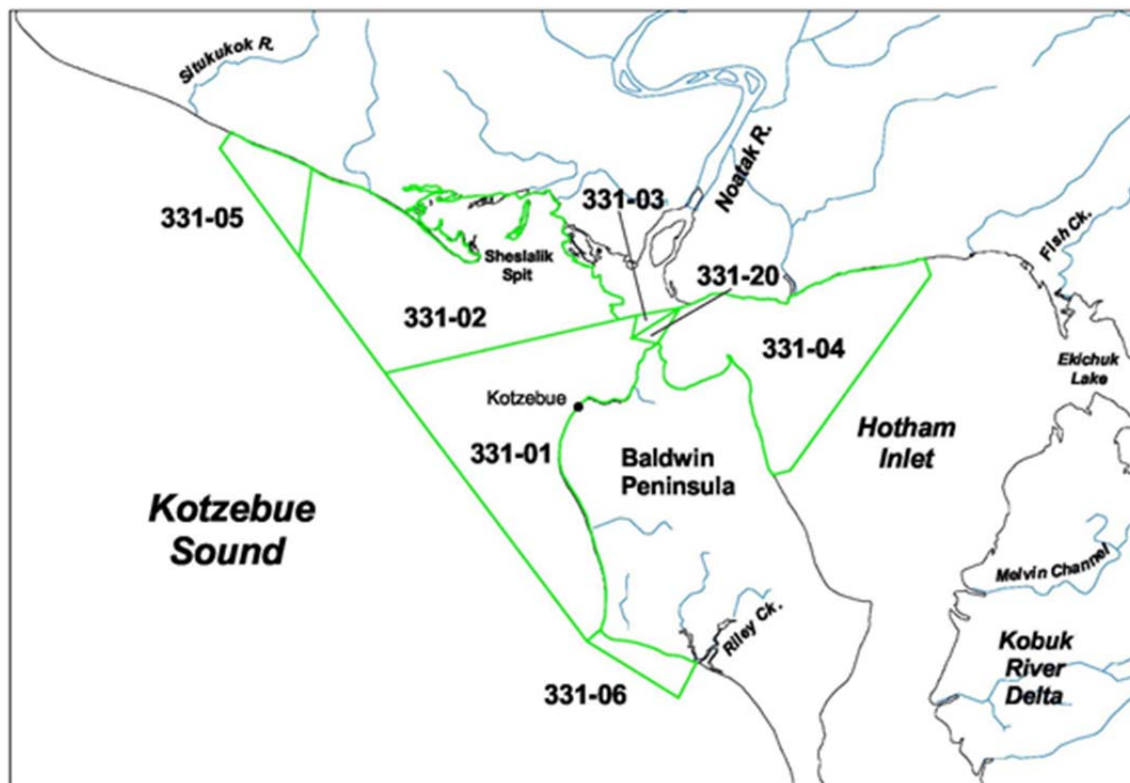 Situkukok R.
331-05
331-03
Noatak R.
Fish Ck.
Sheslalik
Spit
331-20
331-02
331-04
Ekichuk
Lake
Kotzebue
331-01
Baldwin
Peninsula
Hotham
Inlet
Kotzebue
Sound
Melvin Channel
Riley Ck.
Kobuk
River
Delta
331-06